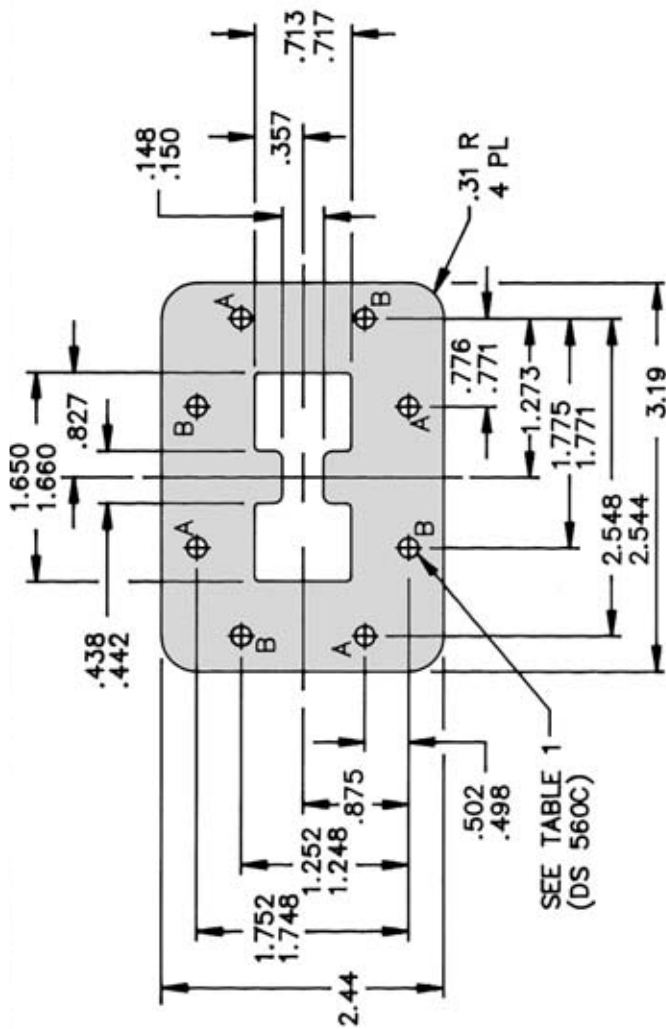 .713
.717
.357
.148
.150
.31 R
4 PL
1.650
1.660
.827
.438
.442
A
B
B
A
A
B
B
A
.776
.771
1.273
1.775
1.771
2.548
2.544
3.19
.502
.498
.875
1.252
1.248
1.752
1.748
2.44
SEE TABLE 1
(DS 560C)